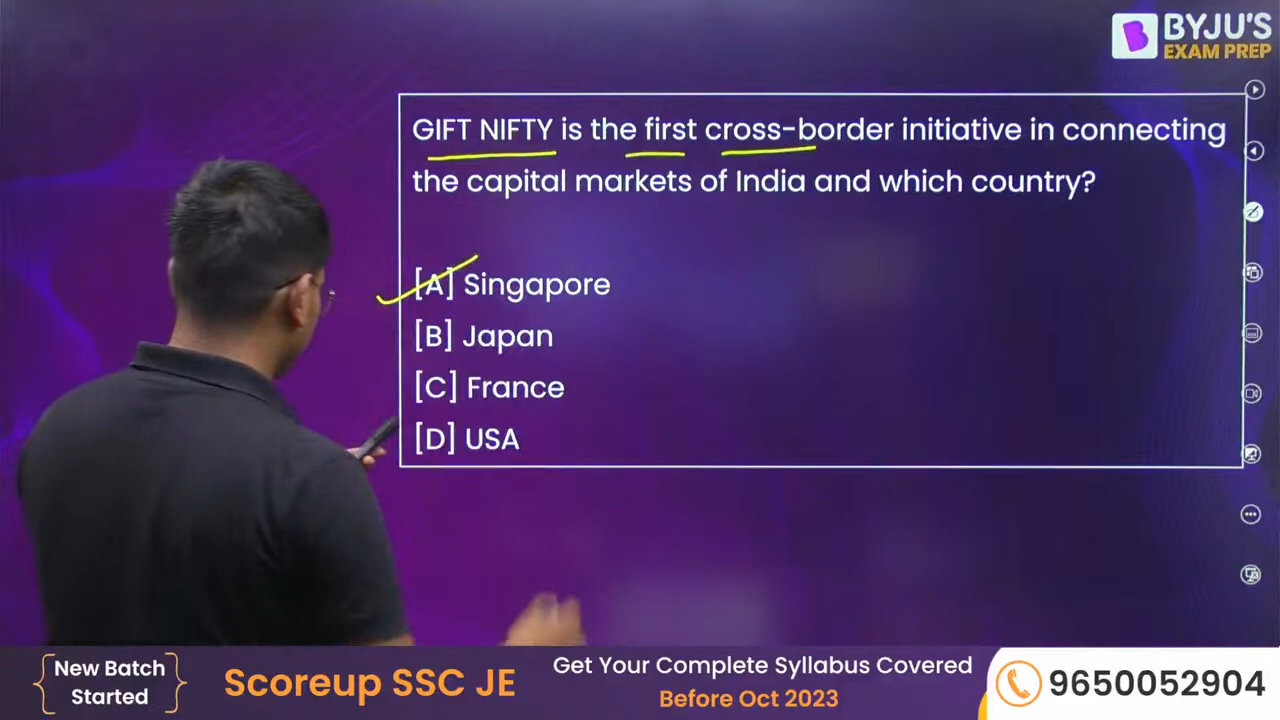 BYJU'S
EXAM PREP
GIFT NIFTY is the first cross-border initiative in connecting
the capital markets of India and which country?
[A] Singapore
[B] Japan
[C] France
[D] USA
New Batch
Started
Scoreup SSC JE
Get Your Complete Syllabus Covered
Before Oct 2023
9650052904